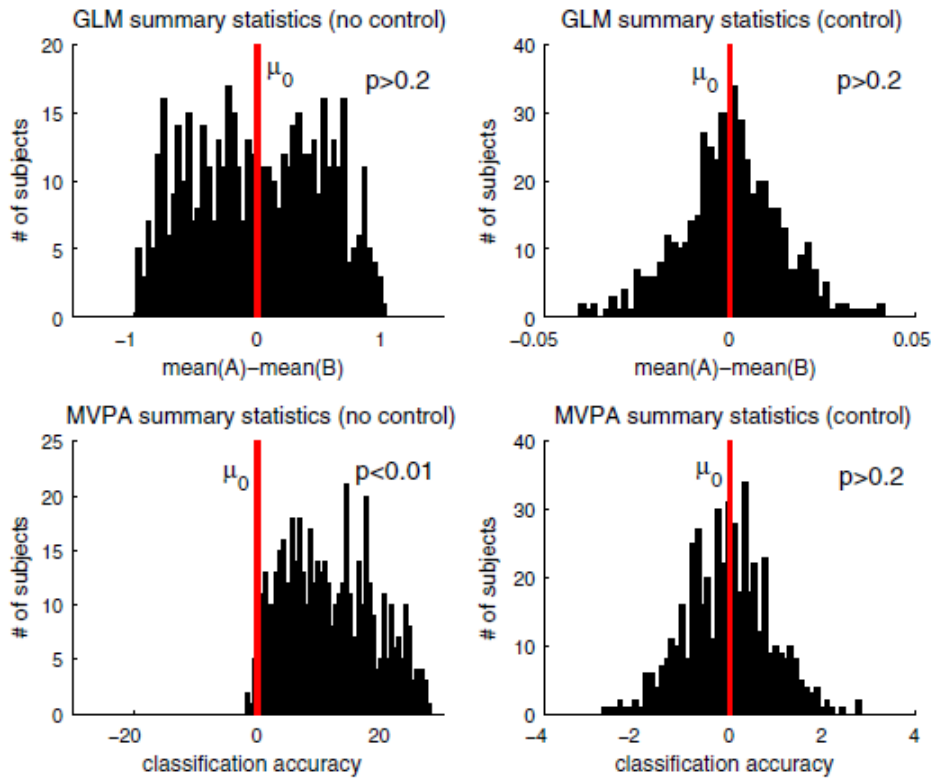 GLM summary statistics (no control)
20
15
10
5
0
# of subjects
μ0
p>0.2
−1
0
1
mean(A)−mean(B)
GLM summary statistics (control)
40
30
20
10
0
# of subjects
μ0
p>0.2
-0.05
0
0.05
mean(A)−mean(B)
MVPA summary statistics (no control)
25
20
15
10
5
0
# of subjects
μ0
p<0.01
−20
0
20
classification accuracy
MVPA summary statistics (control)
40
30
20
10
0
# of subjects
μ0
p>0.2
−4
−2
0
2
4
classification accuracy